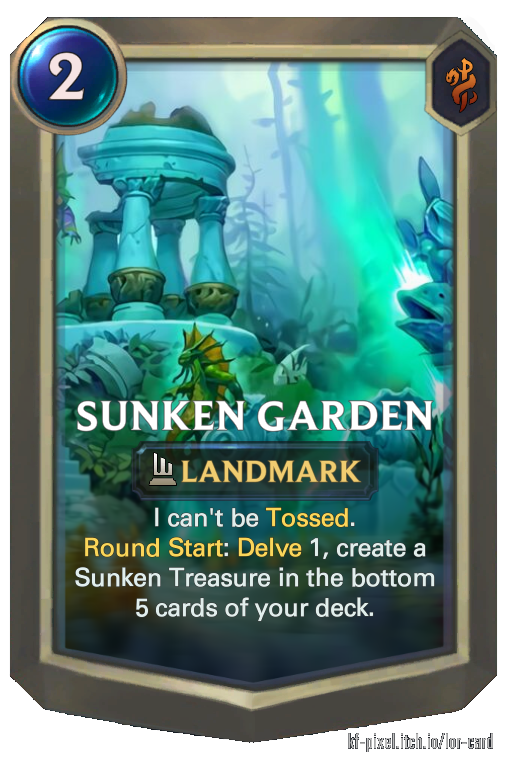 2
SUNKEN GARDEN
LANDMARK
I can't be Tossed.
Round Start: Delve 1, create a
Sunken Treasure in the bottom
5 cards of your deck.
kf-pixel.itch.io/lor-card